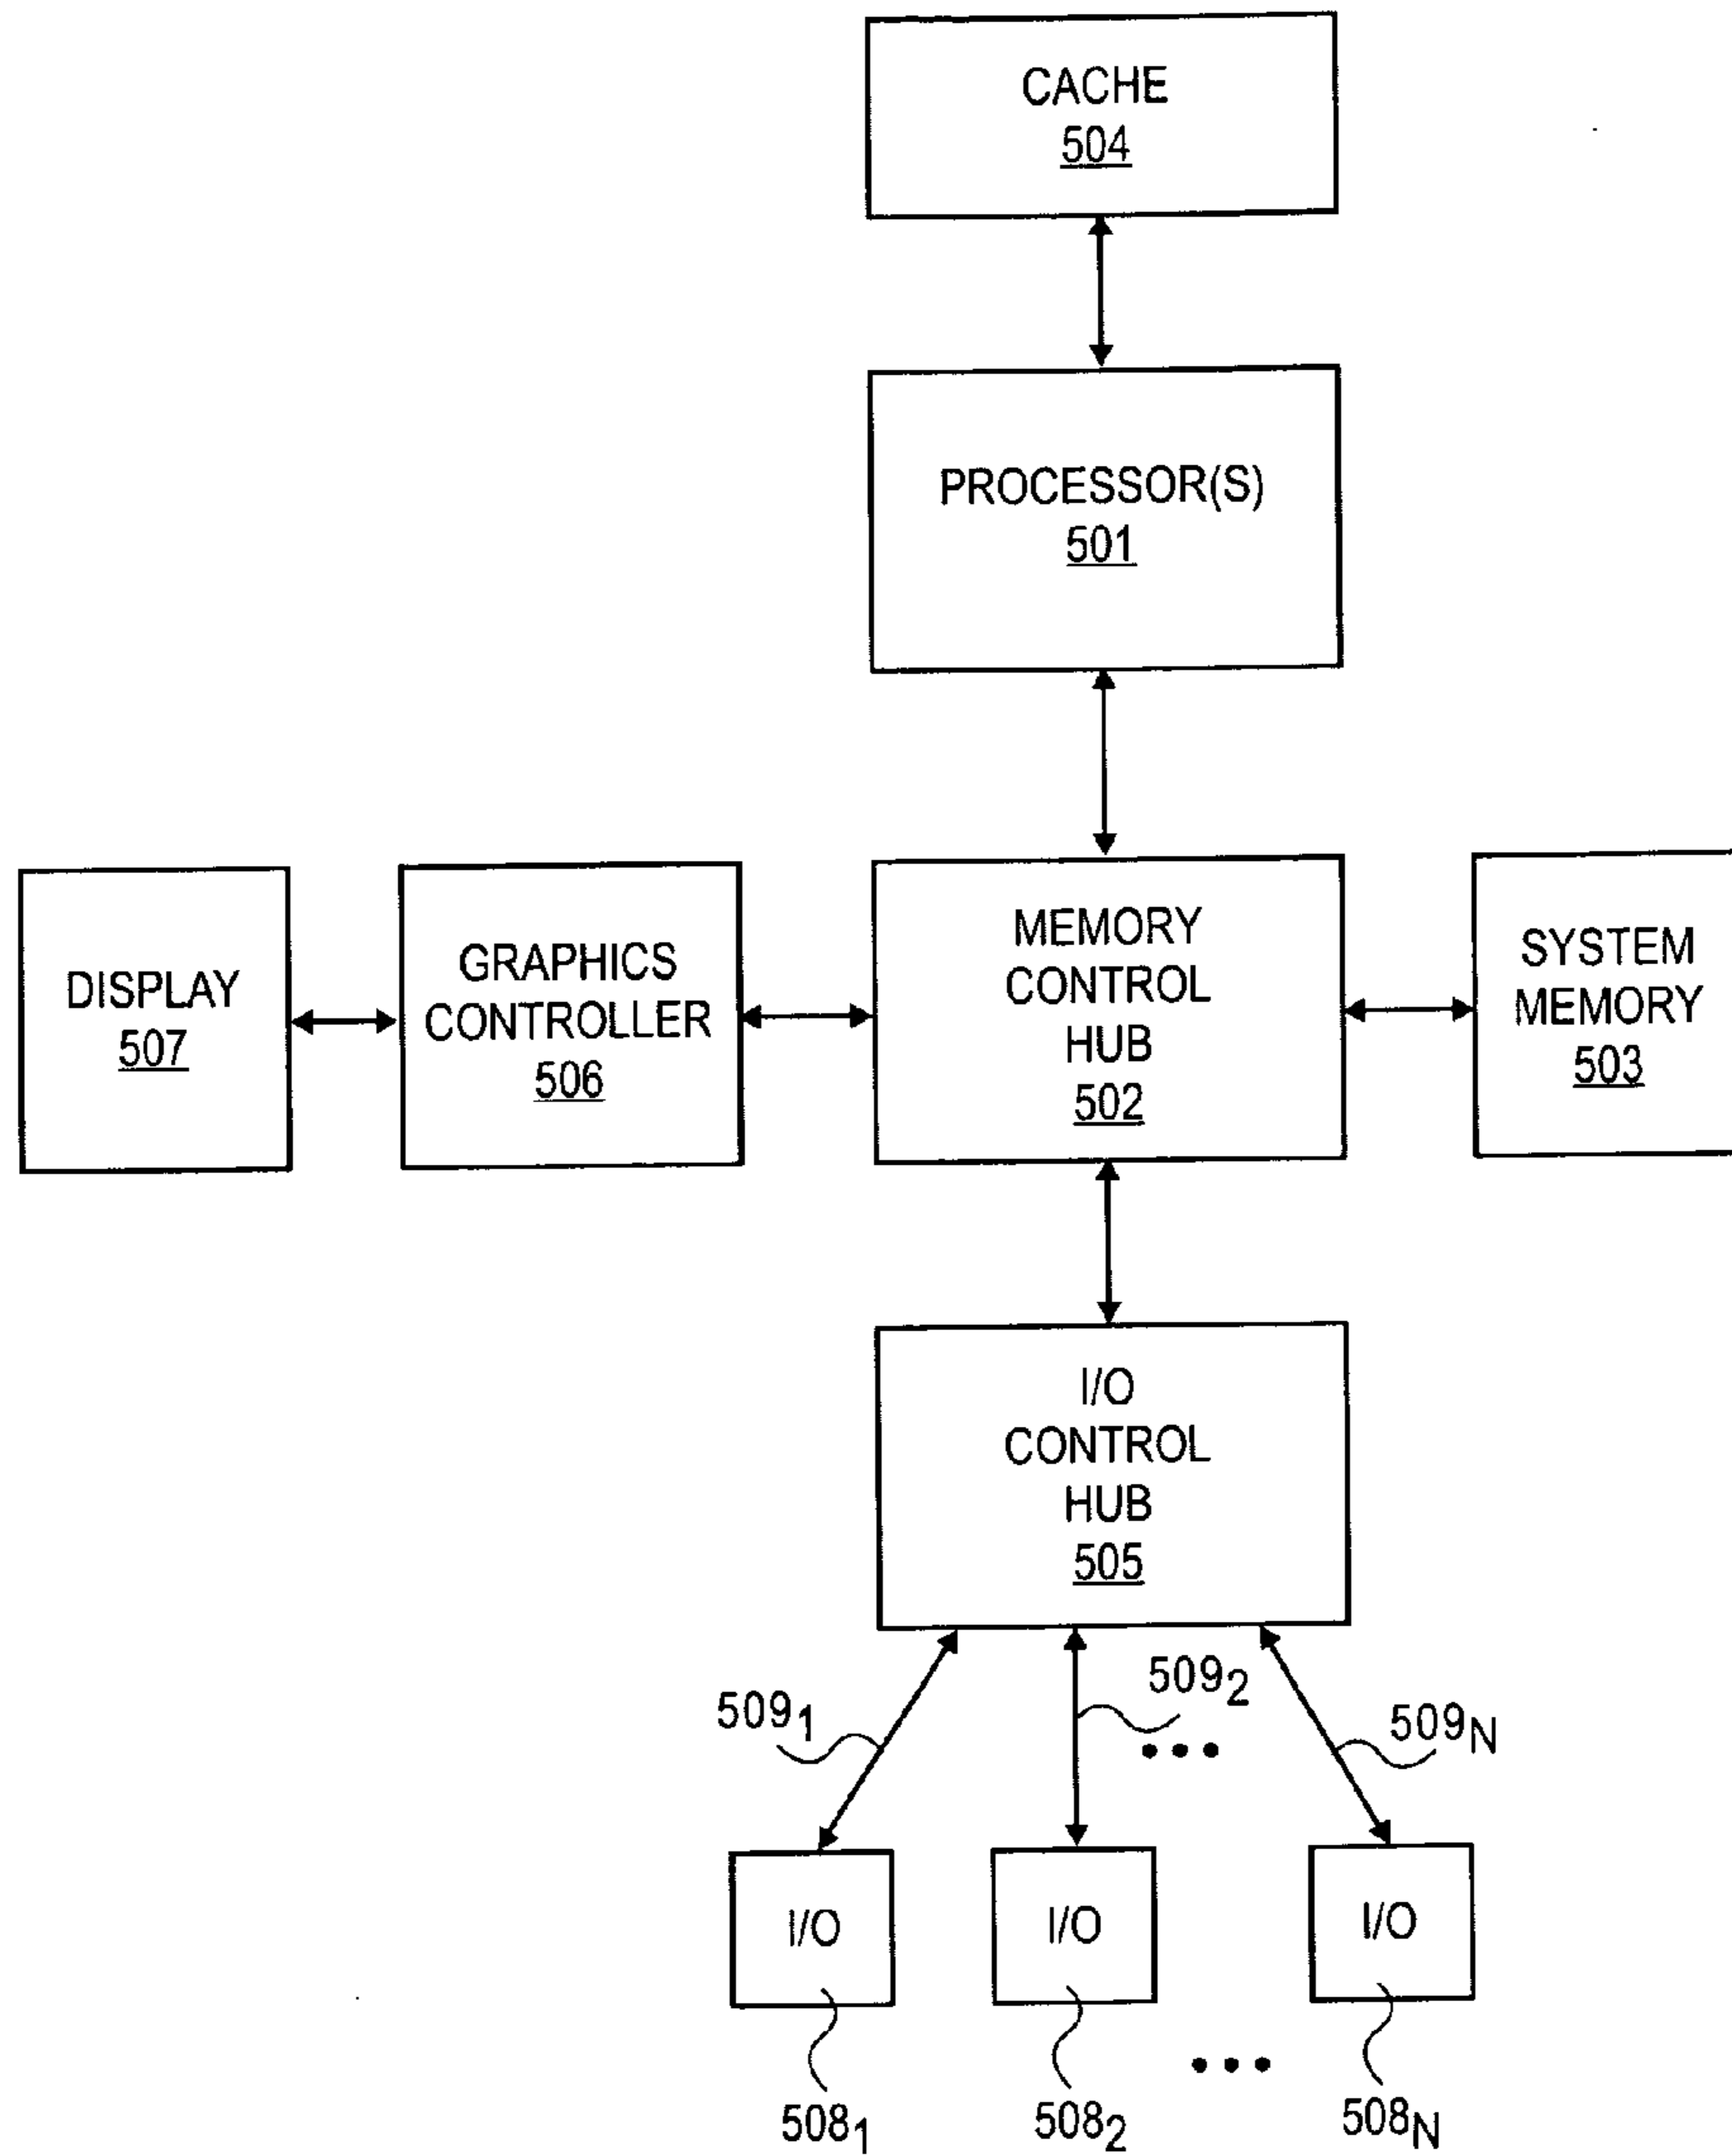 CACHE
504
PROCESSOR(S)
501
DISPLAY
507
GRAPHICS
CONTROLLER
506
MEMORY
CONTROL
HUB
502
SYSTEM
MEMORY
503
I/O
CONTROL
HUB
505
509₁
509₂
509N
I/O
I/O
I/O
508₁
508₂
508N